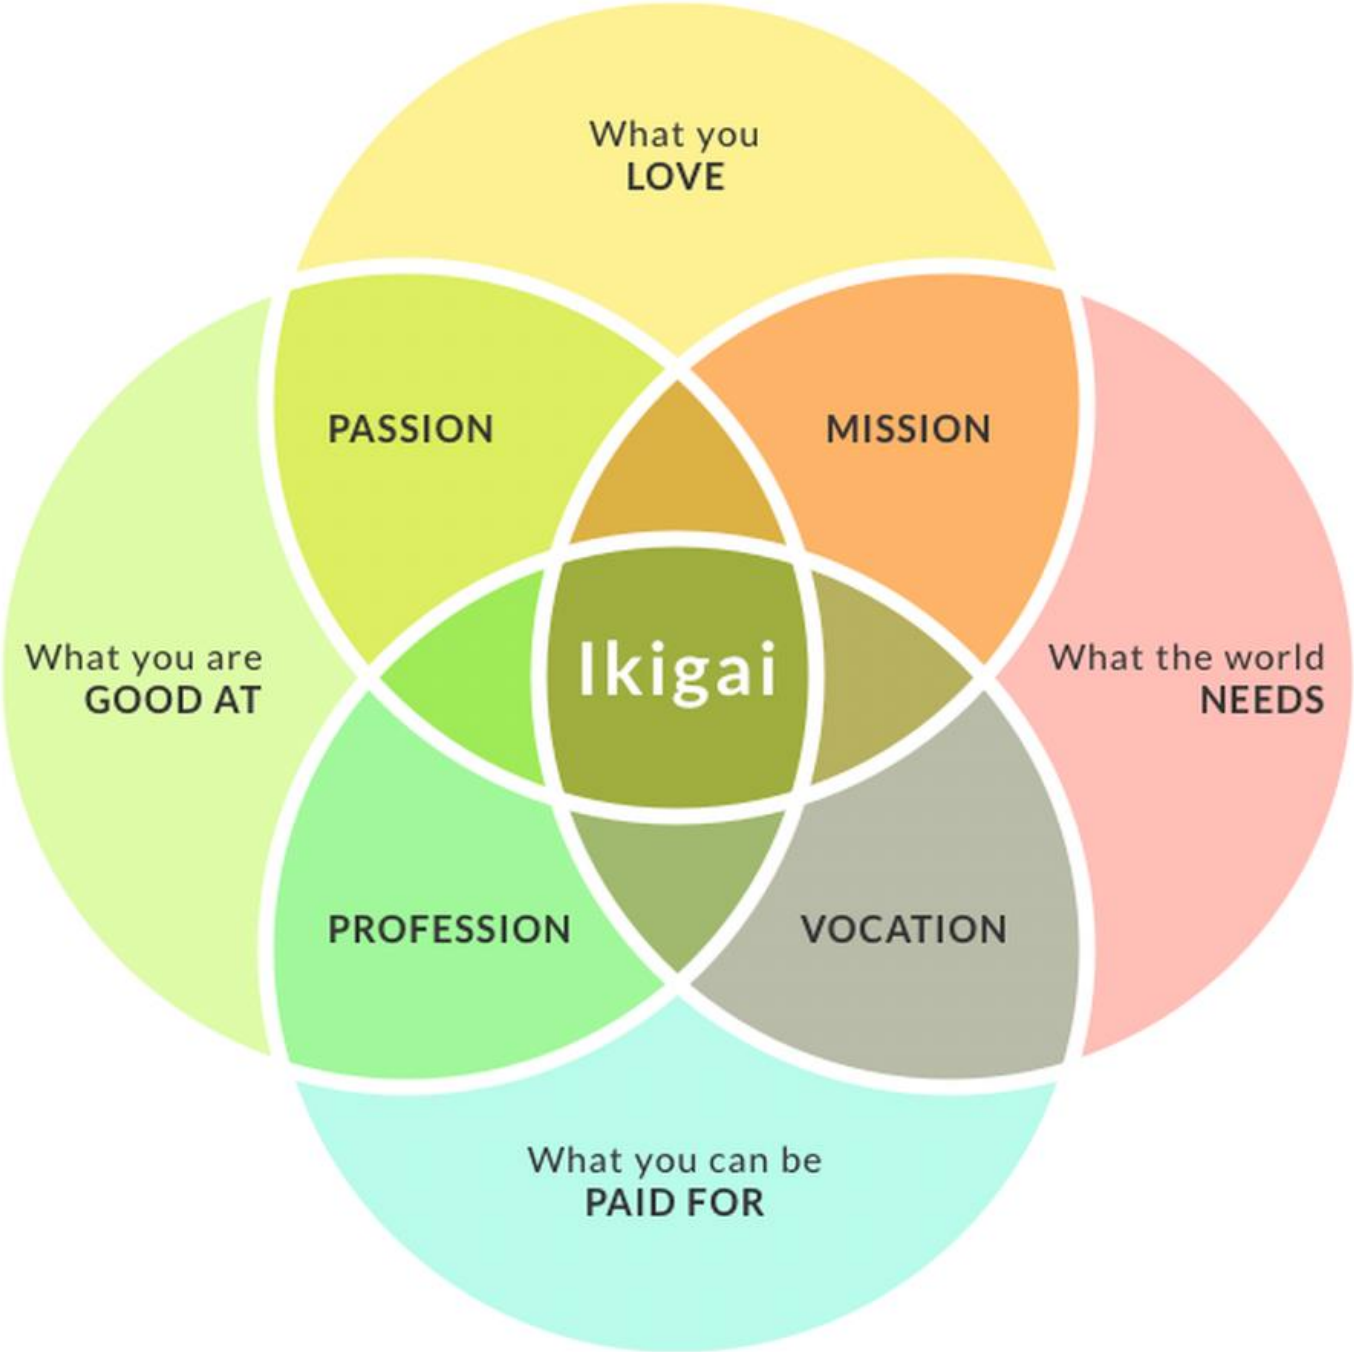 What you
LOVE
PASSION
MISSION
What you are
GOOD AT
Ikigai
What the world
NEEDS
PROFESSION
VOCATION
What you can be
PAID FOR